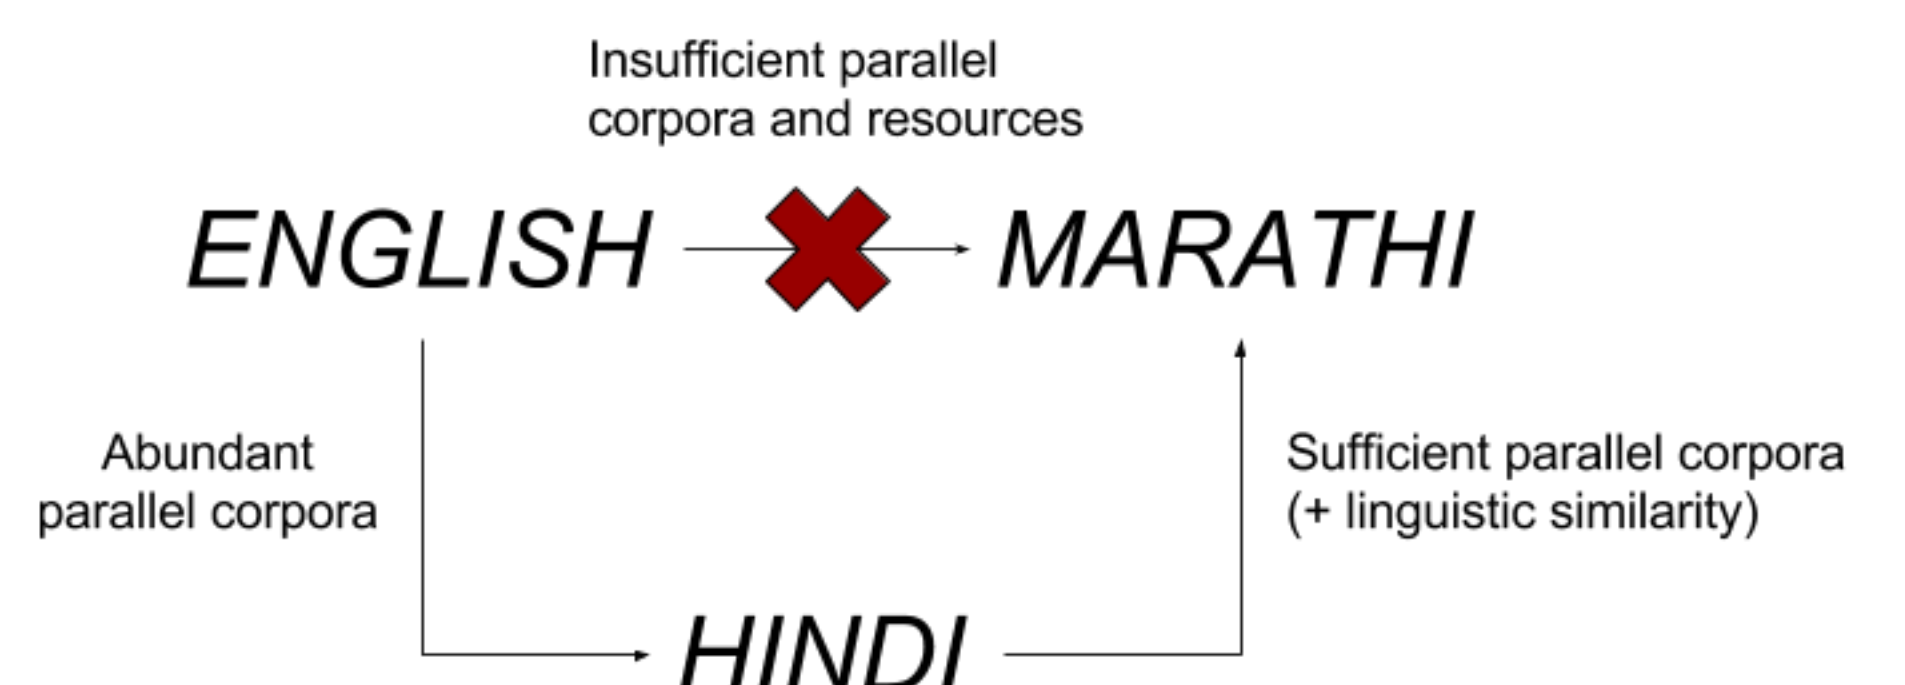 Insufficient parallel
corpora and resources
ENGLISH MARATHI
Abundant
parallel corpora
Sufficient parallel corpora
(+ linguistic similarity)
HINDI